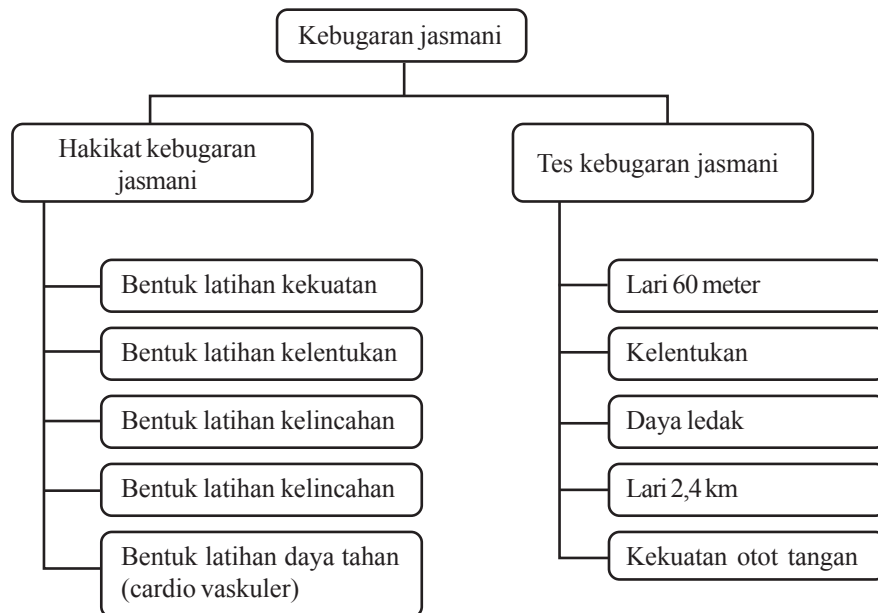 Kebugaran jasmani
Hakikat kebugaran
jasmani
Bentuk latihan kekuatan
Bentuk latihan kelentukan
Bentuk latihan kelincahan
Bentuk latihan kelincahan
Bentuk latihan daya tahan
(cardio vaskuler)
Tes kebugaran jasmani
Lari 60 meter
Kelentukan
Daya ledak
Lari 2,4 km
Kekuatan otot tangan